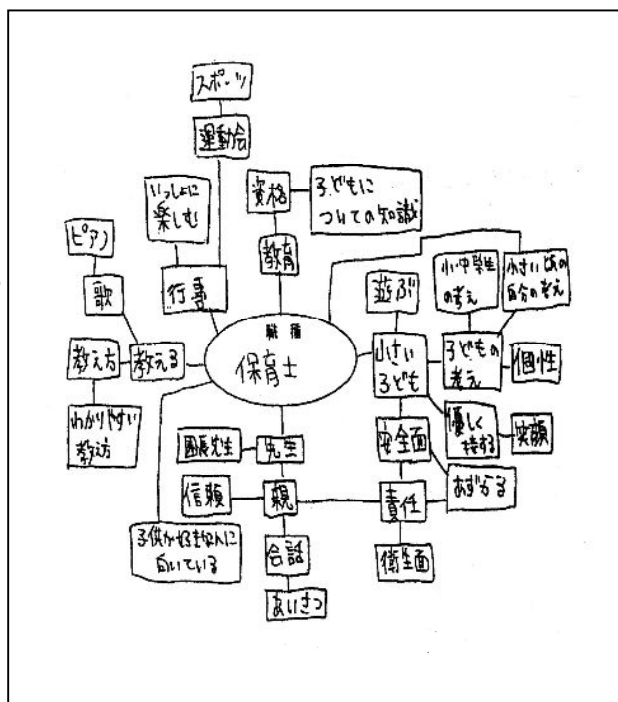 スポーツ
運動会
いっしょに
楽しむ
資格
子どもに
ついての知識
ピアノ
教育
小中学生
の考え
小さい頃の
自分の考え
遊ぶ
歌
行事
職種
保育士
教え方
教える
小さい
子ども
子どもの
考え
個性
わかりやすい
教え方
園長先生
先生
安全面
優しく
接する
笑顔
信頼
親
責任
あずかる
子供が好きな人に
向いている
会話
衛生面
あいさつ